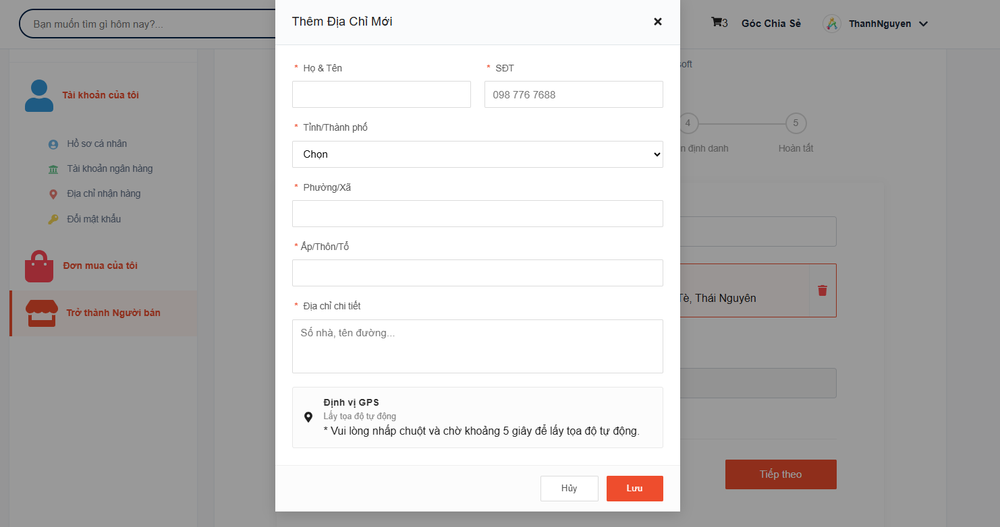 Bạn muốn tìm gì hôm nay?...
3
Góc Chia Sẻ
ThanhNguyen
Tài khoản của tôi
Hồ sơ cá nhân
Tài khoản ngân hàng
Địa chỉ nhận hàng
Đổi mật khẩu
Đơn mua của tôi
Trở thành Người bán
Thêm Địa Chỉ Mới
* Họ & Tên
* SĐT
098 776 7688
* Tỉnh/Thành phố
Chọn
* Phường/Xã
* Ấp/Thôn/Tổ
* Địa chỉ chi tiết
Số nhà, tên đường...
Định vị GPS
Lấy tọa độ tự động
* Vui lòng nhấp chuột và chờ khoảng 5 giây để lấy tọa độ tự động.
Hủy
Lưu
soft
4
5
n định danh
Hoàn tất
Tè, Thái Nguyên
Tiếp theo